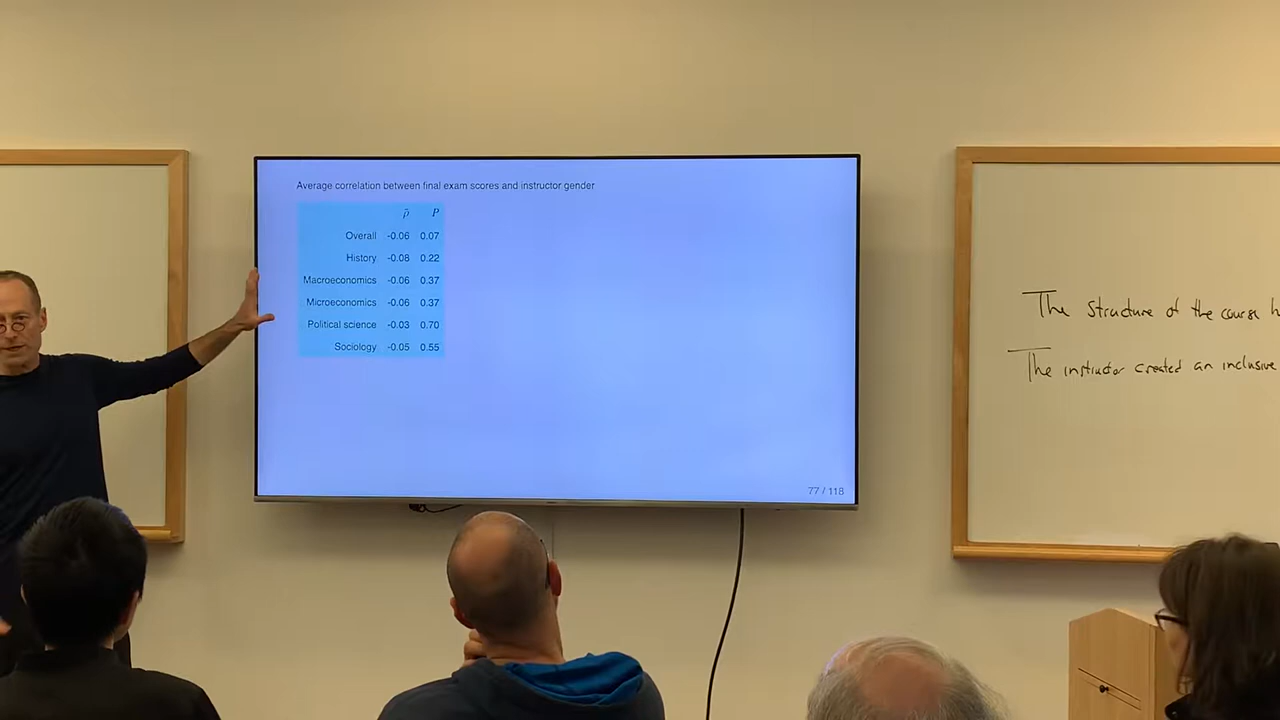 Average correlation between final exam scores and instructor gender
ρ̄ P
Overall -0.06 0.07
History -0.08 0.22
Macroeconomics -0.06 0.37
Microeconomics -0.06 0.37
Political science -0.03 0.70
Sociology -0.05 0.55
77 / 118
The structure of the course h
The instructor created an inclusive